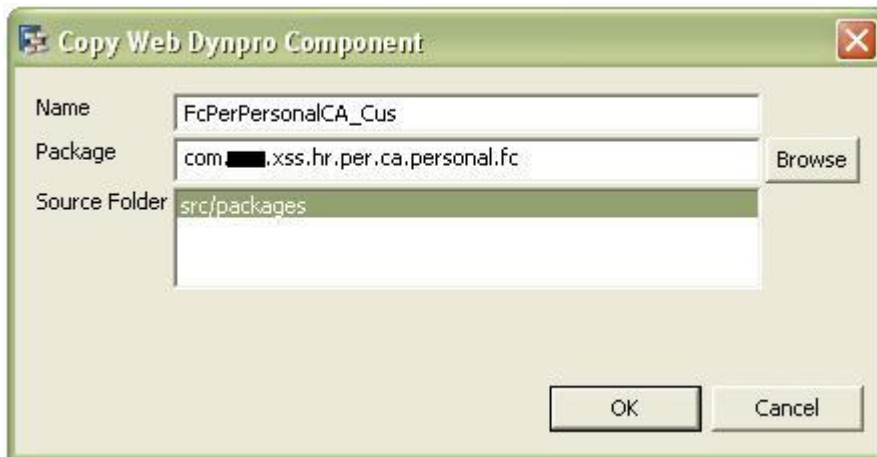 Copy Web Dynpro Component
Name FcPerPersonalCA_Cus
Package com. .xss.hr.per.ca.personal.fc Browse
Source Folder src/packages
OK Cancel